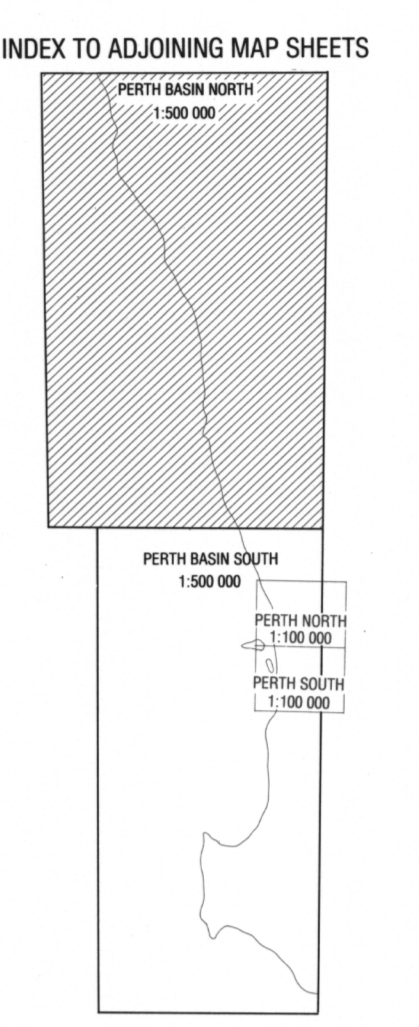 INDEX TO ADJOINING MAP SHEETS
PERTH BASIN NORTH
1:500 000
PERTH BASIN SOUTH
1:500 000
PERTH NORTH
1:100 000
PERTH SOUTH
1:100 000